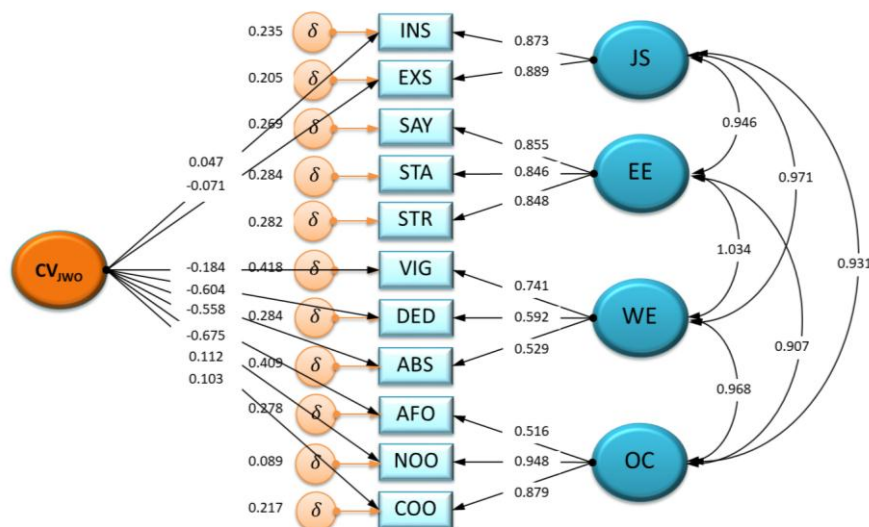 0.235 δ INS 0.873 JS
0.205 δ EXS 0.889
0.269 δ SAY 0.855 0.946
0.047
-0.071
0.284 δ STA 0.846 EE 0.971
0.282 δ STR 0.848
1.034 0.931
CV_JWO
-0.184 0.418 δ VIG 0.741
-0.604
-0.558 0.284 δ DED 0.592 WE
-0.675
0.112 0.409 δ ABS 0.529 0.907
0.103
0.968
0.278 δ AFO 0.516
0.089 δ NOO 0.948 OC
0.217 δ COO 0.879